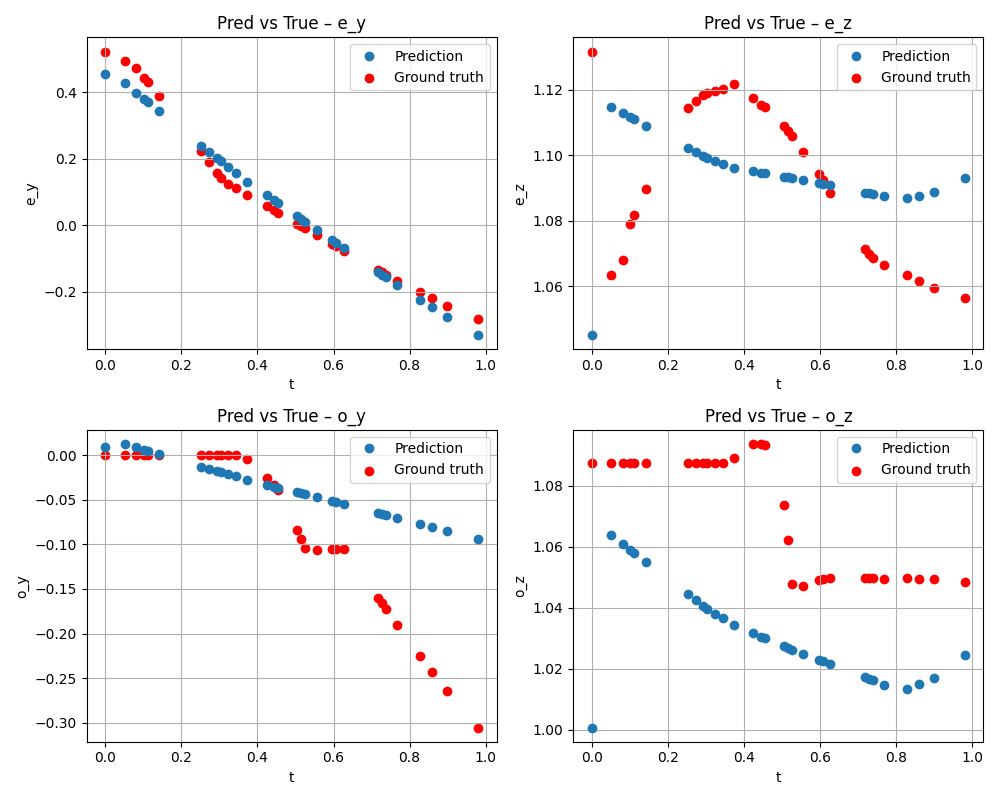 Pred vs True – e_y
Prediction
Ground truth
e_y
0.4
0.2
0.0
−0.2
0.0 0.2 0.4 0.6 0.8 1.0
t
Pred vs True – e_z
Prediction
Ground truth
e_z
1.12
1.10
1.08
1.06
0.0 0.2 0.4 0.6 0.8 1.0
t
Pred vs True – o_y
Prediction
Ground truth
o_y
0.00
−0.05
−0.10
−0.15
−0.20
−0.25
−0.30
0.0 0.2 0.4 0.6 0.8 1.0
t
Pred vs True – o_z
Prediction
Ground truth
o_z
1.08
1.06
1.04
1.02
1.00
0.0 0.2 0.4 0.6 0.8 1.0
t